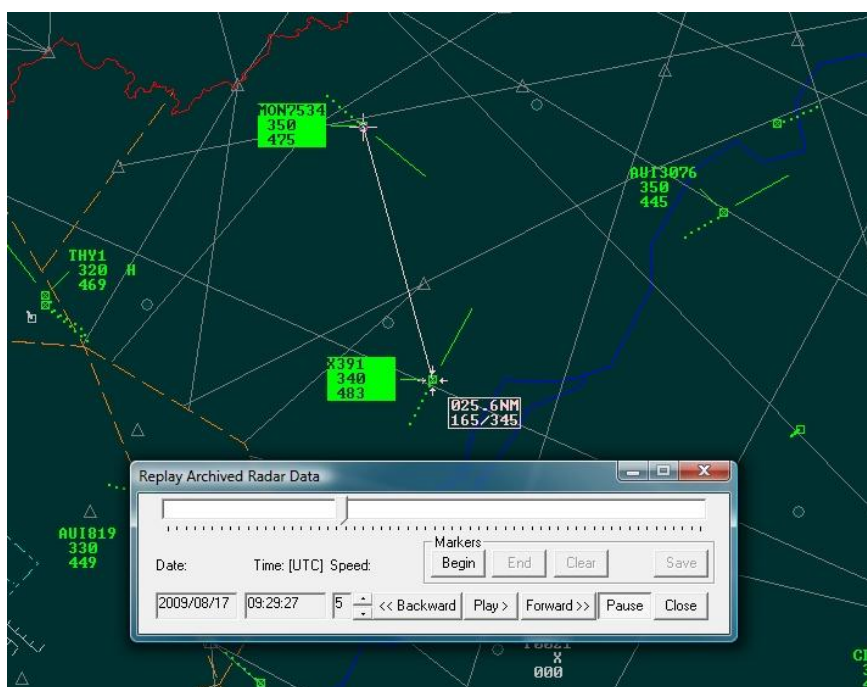 MON7534
350
475
AUI3076
350
445
THY1
320 H
469
X391
340
483
025.6NM
165/345
Replay Archived Radar Data
AUI819
330
449
Markers
Date: Time: [UTC] Speed:
Begin End Clear Save
2009/08/17 09:29:27 5 << Backward Play > Forward >> Pause Close
X
000